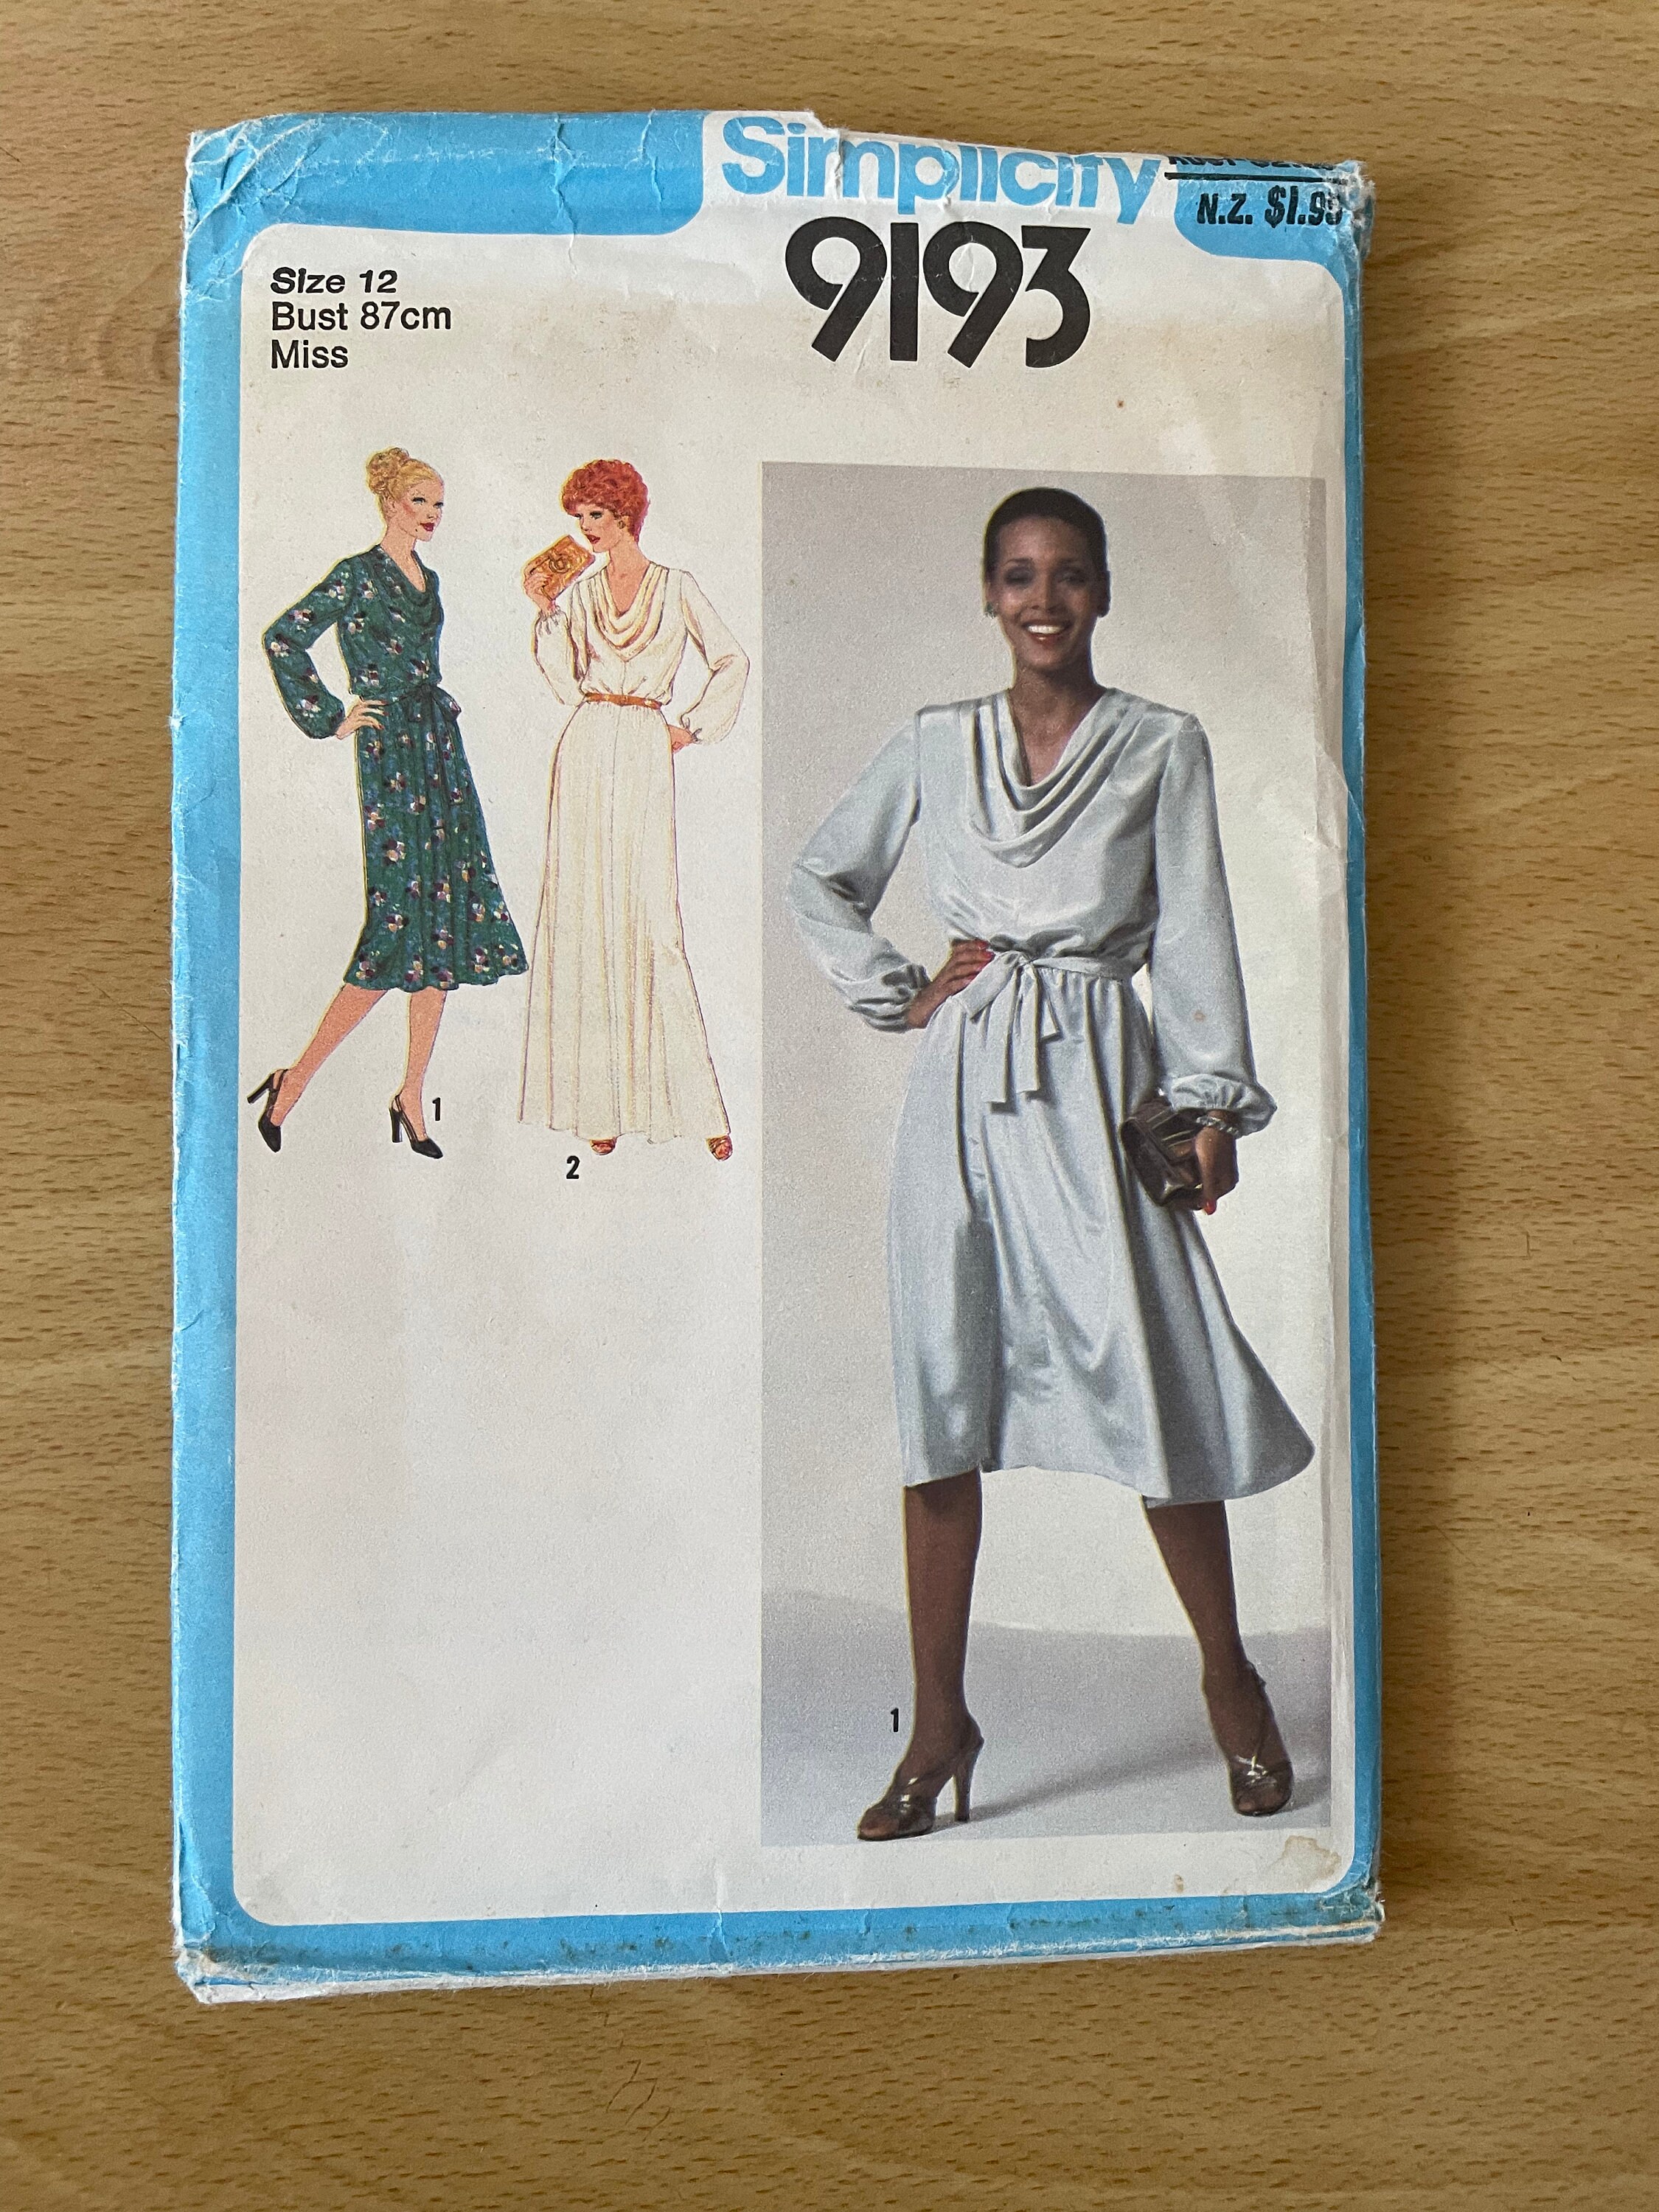 Simplicity
N.Z. $1.95
9193
Size 12
Bust 87cm
Miss
1
2
1